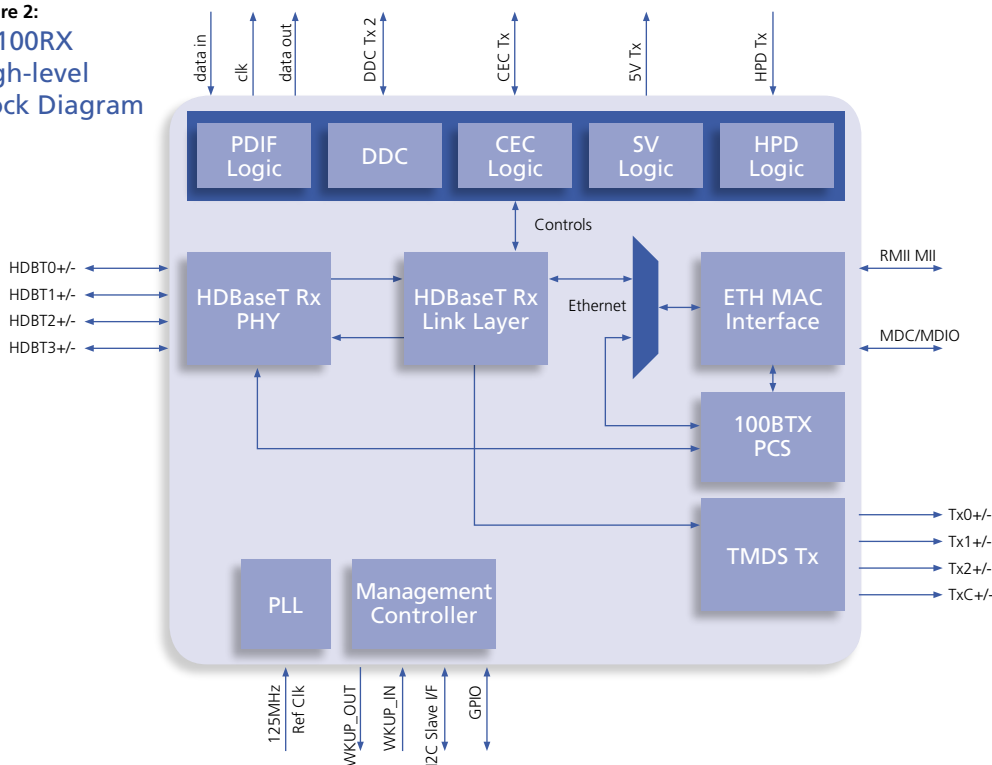 re 2:
100RX
gh-level
ock Diagram
data in
clk
data out
DDC Tx 2
CEC Tx
5V Tx
HPD Tx
PDIF
Logic
DDC
CEC
Logic
SV
Logic
HPD
Logic
Controls
HDBT0+/-
HDBT1+/-
HDBT2+/-
HDBT3+/-
HDBaseT Rx
PHY
HDBaseT Rx
Link Layer
Ethernet
ETH MAC
Interface
RMII MII
MDC/MDIO
100BTX
PCS
TMDS Tx
Tx0+/-
Tx1+/-
Tx2+/-
TxC+/-
PLL
Management
Controller
125MHz
Ref Clk
WKUP_OUT
WKUP_IN
I2C Slave I/F
GPIO